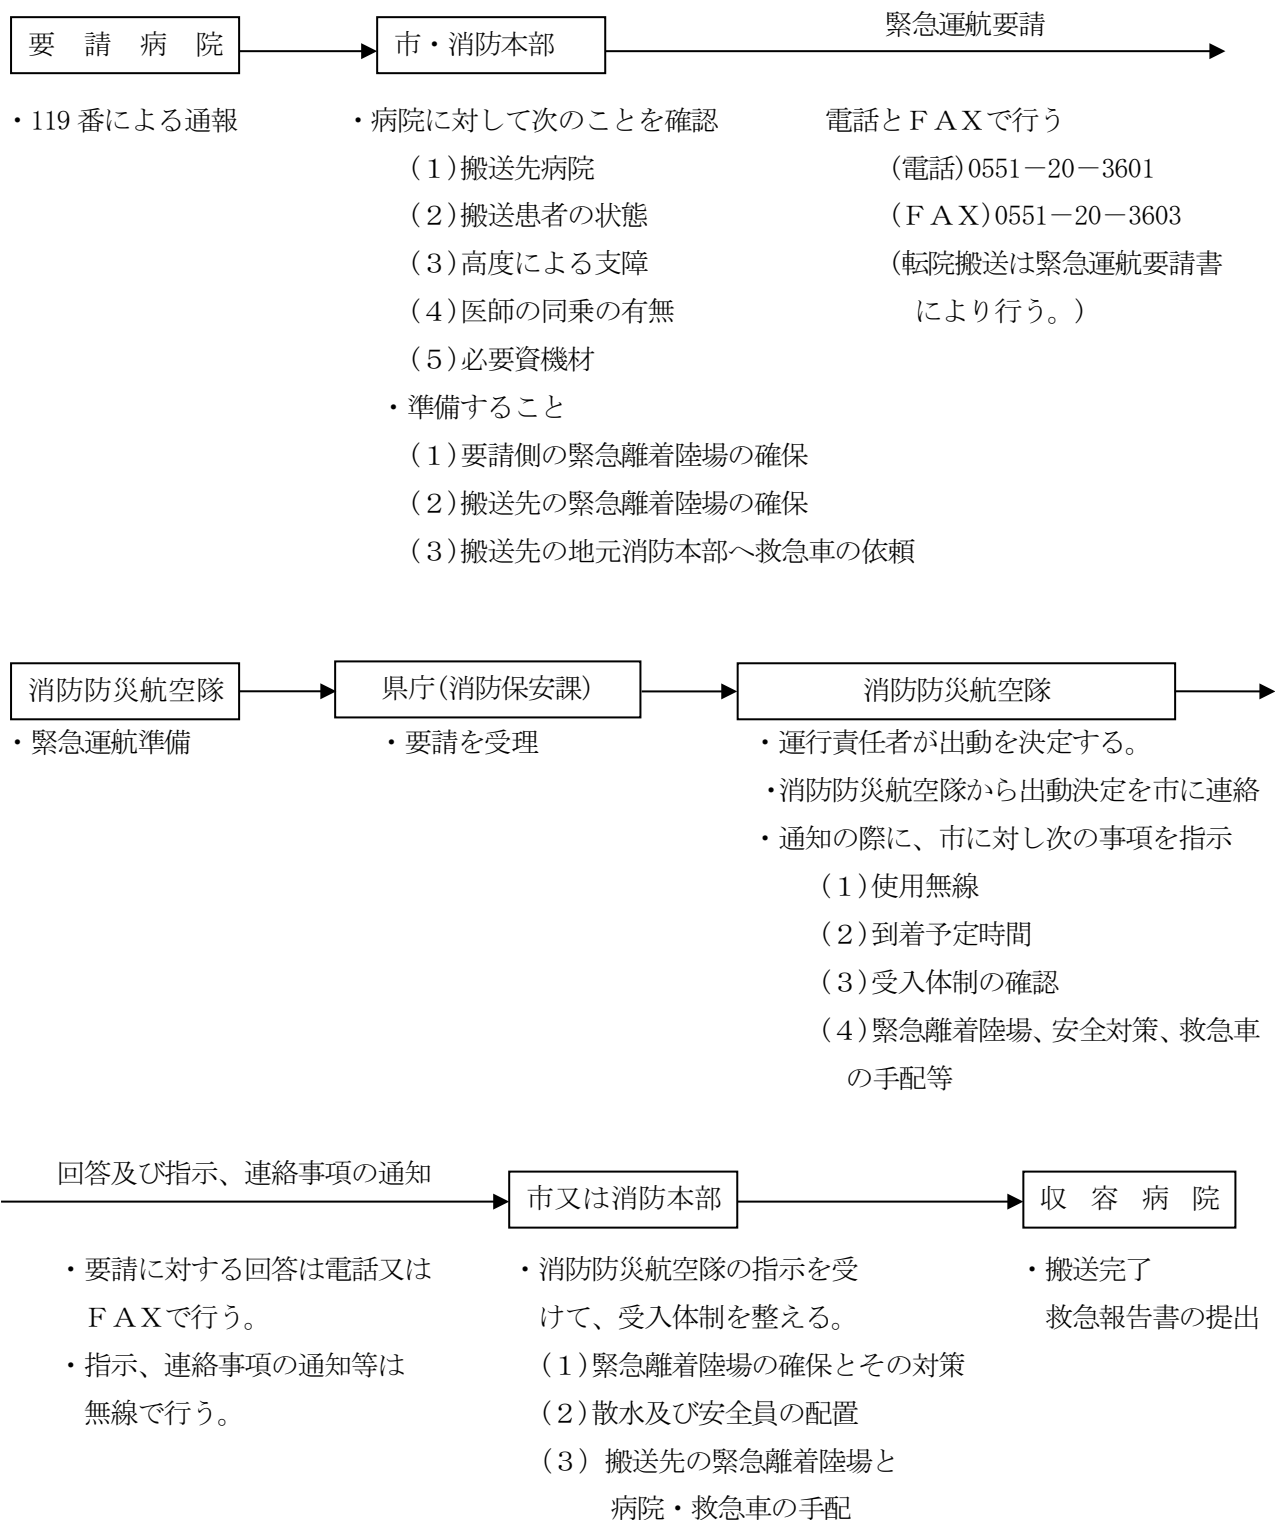 要　請　病　院
市・消防本部
緊急運航要請
・119 番による通報
・病院に対して次のことを確認
(１)搬送先病院
(２)搬送患者の状態
(３)高度による支障
(４)医師の同乗の有無
(５)必要資機材
・準備すること
(１)要請側の緊急離着陸場の確保
(２)搬送先の緊急離着陸場の確保
(３)搬送先の地元消防本部へ救急車の依頼
電話とＦＡＸで行う
(電話)0551－20－3601
(ＦＡＸ)0551－20－3603
(転院搬送は緊急運航要請書
により行う。)
消防防災航空隊
・緊急運航準備
県庁(消防保安課)
・要請を受理
消防防災航空隊
・運行責任者が出動を決定する。
・消防防災航空隊から出動決定を市に連絡
・通知の際に、市に対し次の事項を指示
(１)使用無線
(２)到着予定時間
(３)受入体制の確認
(４)緊急離着陸場、安全対策、救急車
の手配等
回答及び指示、連絡事項の通知
・要請に対する回答は電話又は
ＦＡＸで行う。
・指示、連絡事項の通知等は
無線で行う。
市又は消防本部
・消防防災航空隊の指示を受
けて、受入体制を整える。
(１)緊急離着陸場の確保とその対策
(２)散水及び安全員の配置
(３) 搬送先の緊急離着陸場と
病院・救急車の手配
収　容　病　院
・搬送完了
救急報告書の提出